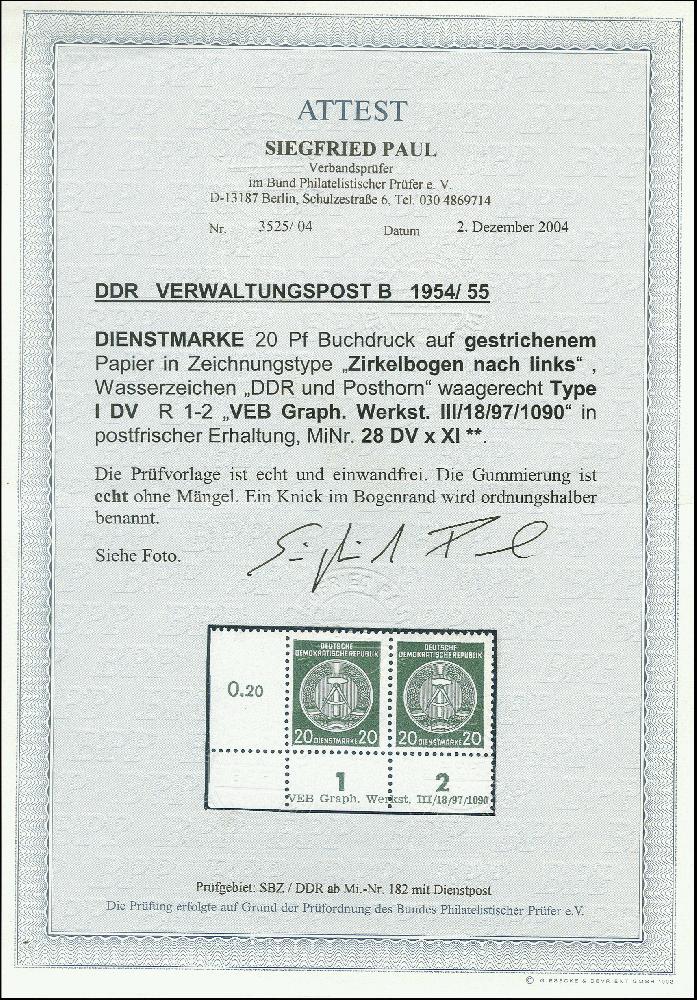 ATTEST
SIEGFRIED PAUL
Verbandsprüfer
im Bund Philatelistischer Prüfer e. V.
D-13187 Berlin, Schulzestraße 6, Tel. 030 4869714
Nr. 3525/ 04 Datum 2. Dezember 2004
DDR VERWALTUNGSPOST B 1954/ 55
DIENSTMARKE 20 Pf Buchdruck auf gestrichenem
Papier in Zeichnungstype „Zirkelbogen nach links“ ,
Wasserzeichen „DDR und Posthorn“ waagerecht Type
I DV R 1-2 „VEB Graph. Werkst. III/18/97/1090“ in
postfrischer Erhaltung, MiNr. 28 DV x XI **.
Die Prüfvorlage ist echt und einwandfrei. Die Gummierung ist
echt ohne Mängel. Ein Knick im Bogenrand wird ordnungshalber
benannt.
Siehe Foto.
Siegfried Paul
DEUTSCHE DEUTSCHE
DEMOKRATISCHE REPUBLIK DEMOKRATISCHE REPUBLIK
0.20
20 DIENSTMARKE 20 20 DIENSTMARKE 20
1 2
VEB Graph. Werkst. III/18/97/1090
Prüfgebiet: SBZ / DDR ab Mi.-Nr. 182 mit Dienstpost
Die Prüfung erfolgte auf Grund der Prüfordnung des Bundes Philatelistischer Prüfer e.V.
© GIESECKE & DEVRIENT GMBH